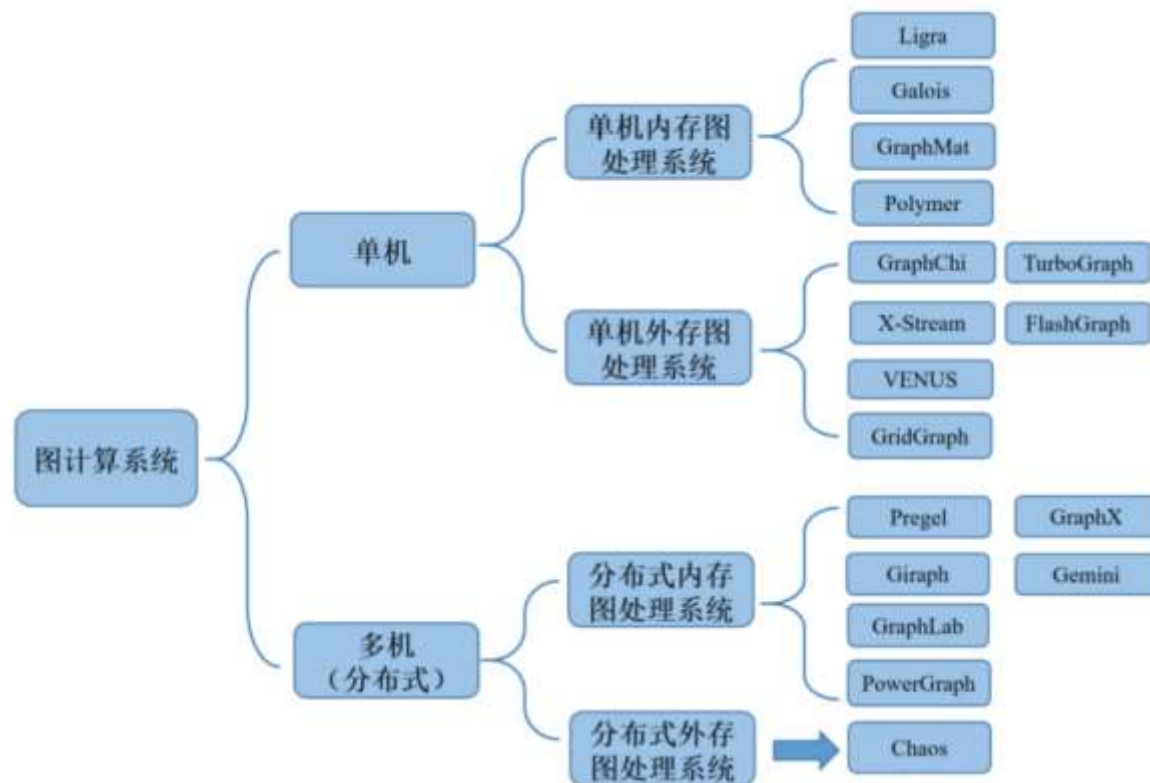 Ligra
Galois
单机内存图
处理系统
GraphMat
Polymer
单机
GraphChi TurboGraph
单机外存图
处理系统
X-Stream FlashGraph
VENUS
GridGraph
图计算系统
Pregel GraphX
分布式内存
图处理系统
Giraph Gemini
GraphLab
多机
（分布式）
PowerGraph
分布式外存
图处理系统
Chaos